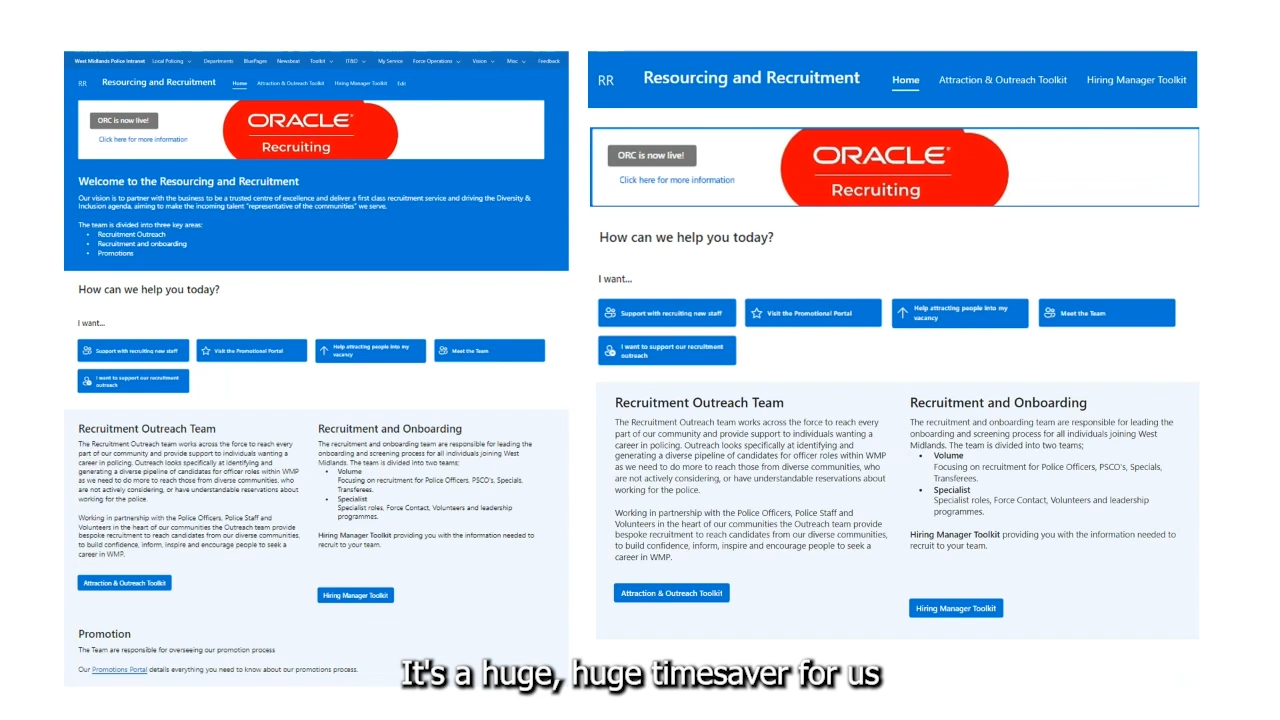 West Midlands Police Intranet Local Policing Departments BluePages Newsbeat Toolkit IT&D My Service Force Operations Vision Misc Feedback
RR Resourcing and Recruitment Home Attraction & Outreach Toolkit Hiring Manager Toolkit Edit
ORC is now live!
Click here for more information
ORACLE
Recruiting
Welcome to the Resourcing and Recruitment
Our vision is to partner with the business to be a trusted centre of excellence and deliver a first class recruitment service and driving the Diversity &
Inclusion agenda, aiming to make the incoming talent "representative of the communities" we serve.
The team is divided into three key areas:
• Recruitment Outreach
• Recruitment and onboarding
• Promotions
How can we help you today?
I want...
Support with recruiting new staff
Visit the Promotional Portal
Help attracting people into my
vacancy
Meet the Team
I want to support our recruitment
outreach
Recruitment Outreach Team
The Recruitment Outreach team works across the force to reach every
part of our community and provide support to individuals wanting a
career in policing. Outreach looks specifically at identifying and
generating a diverse pipeline of candidates for officer roles within WMP
as we need to do more to reach those from diverse communities, who
are not actively considering, or have understandable reservations about
working for the police.
Working in partnership with the Police Officers, Police Staff and
Volunteers in the heart of our communities the Outreach team provide
bespoke recruitment to reach candidates from our diverse communities,
to build confidence, inform, inspire and encourage people to seek a
career in WMP.
Attraction & Outreach Toolkit
Recruitment and Onboarding
The recruitment and onboarding team are responsible for leading the
onboarding and screening process for all individuals joining West
Midlands. The team is divided into two teams;
• Volume
Focusing on recruitment for Police Officers, PSCO's, Specials,
Transferees.
• Specialist
Specialist roles, Force Contact, Volunteers and leadership
programmes.
Hiring Manager Toolkit providing you with the information needed to
recruit to your team.
Hiring Manager Toolkit
Promotion
The Team are responsible for overseeing our promotion process
Our Promotions Portal details everything you need to know about our promotions process.
RR Resourcing and Recruitment Home Attraction & Outreach Toolkit Hiring Manager Toolkit
ORC is now live!
Click here for more information
ORACLE
Recruiting
How can we help you today?
I want...
Support with recruiting new staff
Visit the Promotional Portal
Help attracting people into my
vacancy
Meet the Team
I want to support our recruitment
outreach
Recruitment Outreach Team
The Recruitment Outreach team works across the force to reach every
part of our community and provide support to individuals wanting a
career in policing. Outreach looks specifically at identifying and
generating a diverse pipeline of candidates for officer roles within WMP
as we need to do more to reach those from diverse communities, who
are not actively considering, or have understandable reservations about
working for the police.
Working in partnership with the Police Officers, Police Staff and
Volunteers in the heart of our communities the Outreach team provide
bespoke recruitment to reach candidates from our diverse communities,
to build confidence, inform, inspire and encourage people to seek a
career in WMP.
Attraction & Outreach Toolkit
Recruitment and Onboarding
The recruitment and onboarding team are responsible for leading the
onboarding and screening process for all individuals joining West
Midlands. The team is divided into two teams;
• Volume
Focusing on recruitment for Police Officers, PSCO's, Specials,
Transferees.
• Specialist
Specialist roles, Force Contact, Volunteers and leadership
programmes.
Hiring Manager Toolkit providing you with the information needed to
recruit to your team.
Hiring Manager Toolkit
It's a huge, huge timesaver for us